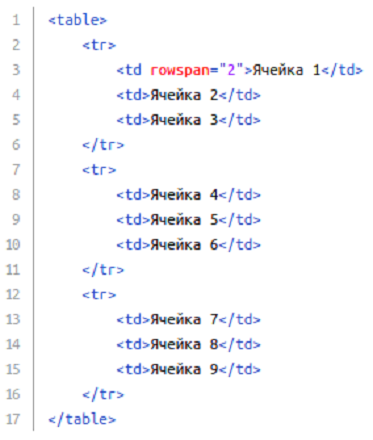 1 <table>
2     <tr>
3         <td rowspan="2">Ячейка 1</td>
4         <td>Ячейка 2</td>
5         <td>Ячейка 3</td>
6     </tr>
7     <tr>
8         <td>Ячейка 4</td>
9         <td>Ячейка 5</td>
10         <td>Ячейка 6</td>
11     </tr>
12     <tr>
13         <td>Ячейка 7</td>
14         <td>Ячейка 8</td>
15         <td>Ячейка 9</td>
16     </tr>
17 </table>